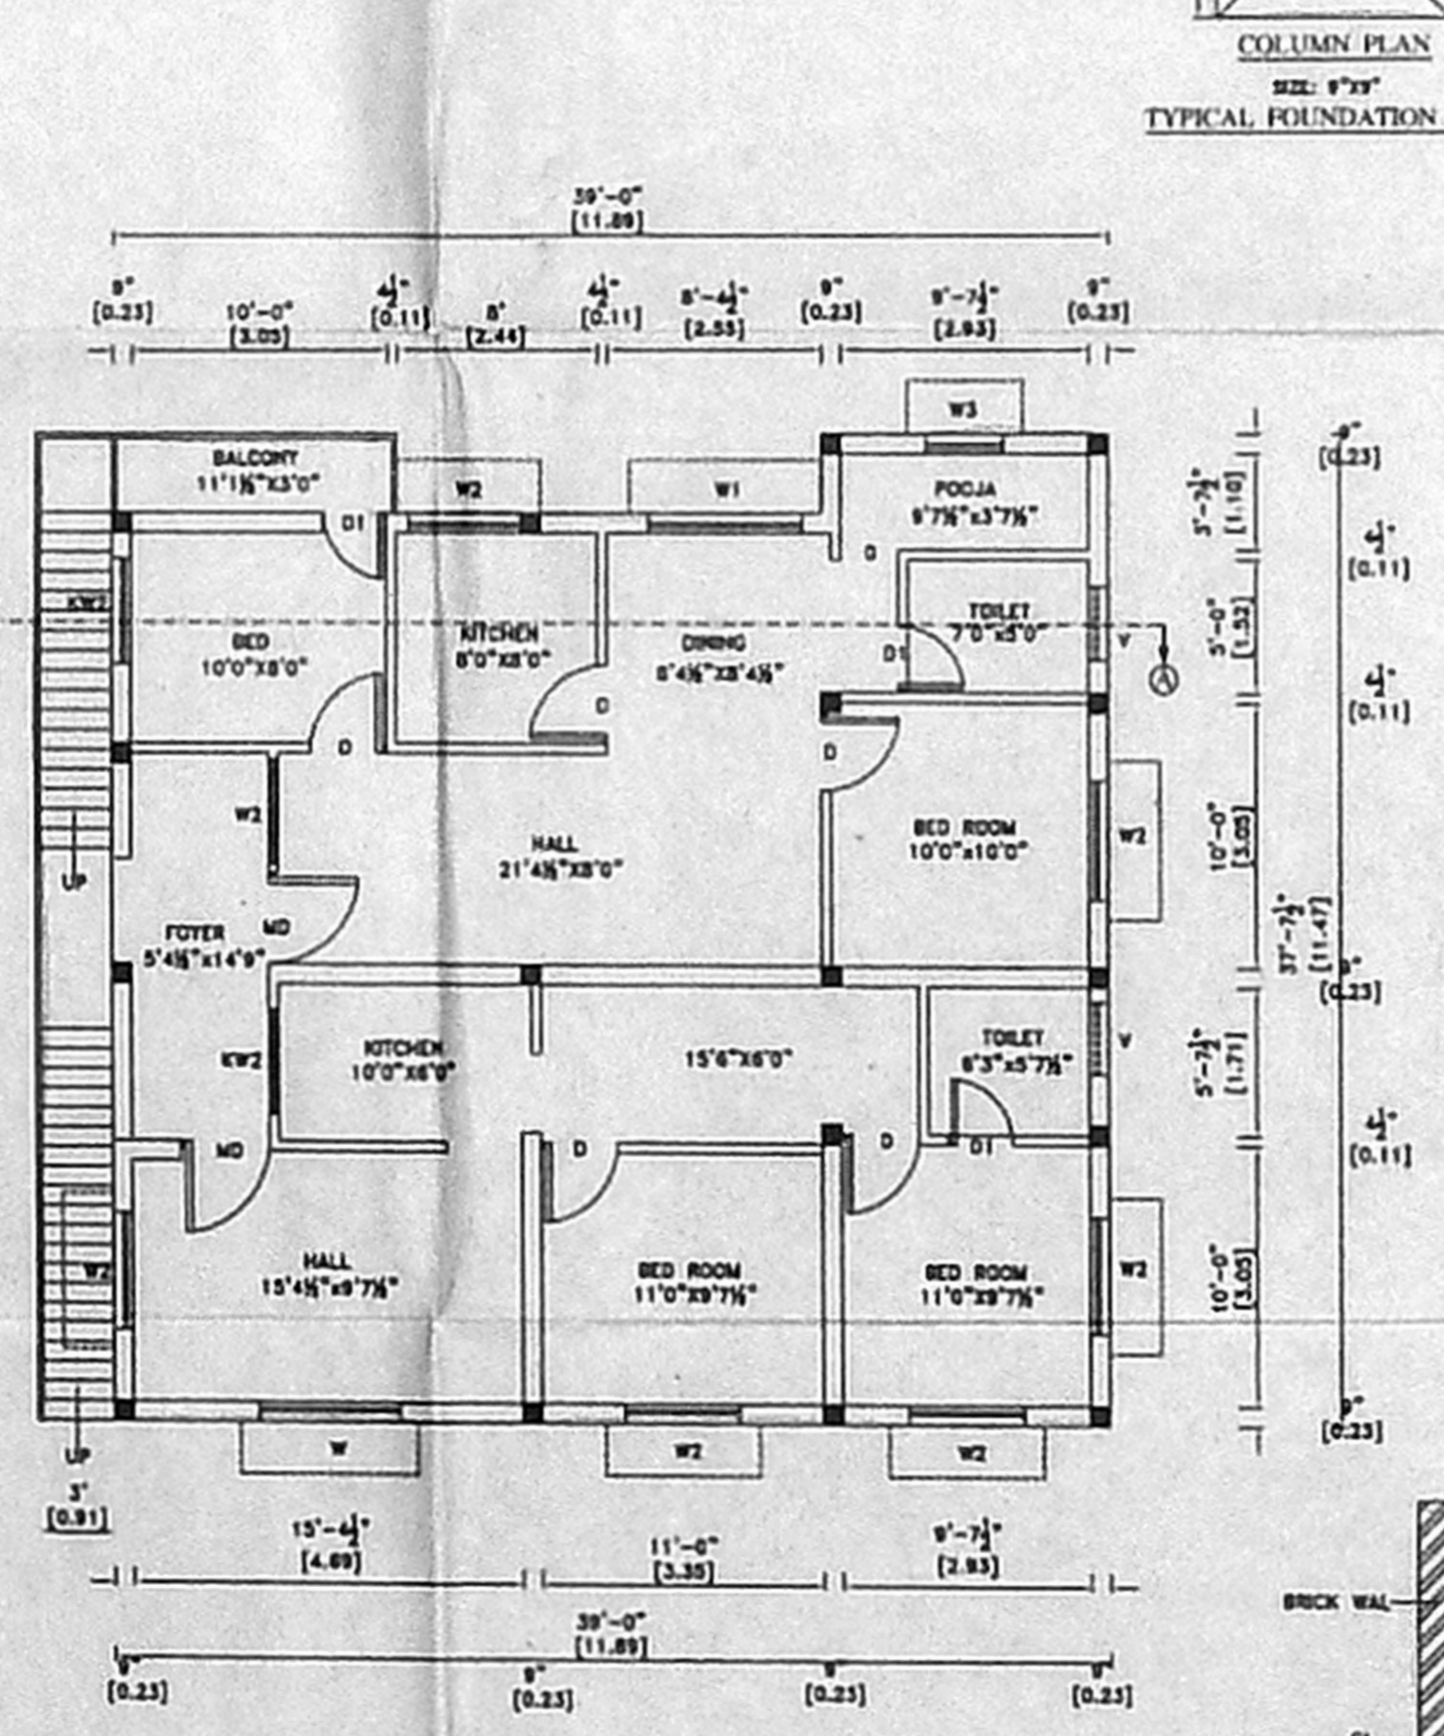 COLUMN PLAN
SIZE: 9"X9"
TYPICAL FOUNDATION
39'-0"
[11.89]
9"
[0.23]
10'-0"
[3.05]
4½"
[0.11]
8'
[2.44]
4½"
[0.11]
8'-4½"
[2.55]
9"
[0.23]
9'-7½"
[2.93]
9"
[0.23]
W3
BALCONY
11'1½"X3'0"
W2
W1
POOJA
9'7½"x3'7½"
D1
D
KW2
BED
10'0"X8'0"
KITCHEN
8'0"X8'0"
DINING
8'4½"X8'4½"
TOILET
7'0"x5'0"
D1
V
A
D
D
D
W2
UP
HALL
21'4½"X8'0"
BED ROOM
10'0"x10'0"
W2
FOYER
5'4½"x14'9"
MD
KW2
KITCHEN
10'0"X6'0"
15'6"X6'0"
TOILET
6'3"x5'7½"
V
MD
D
D
D1
W2
HALL
15'4½"x9'7½"
BED ROOM
11'0"X9'7½"
BED ROOM
11'0"X9'7½"
W2
W
W2
W2
UP
3'
[0.91]
9"
[0.23]
3'-7½"
[1.10]
4½"
[0.11]
5'-0"
[1.52]
4½"
[0.11]
10'-0"
[3.05]
37'-7½"
[11.47]
9"
[0.23]
5'-7½"
[1.71]
4½"
[0.11]
10'-0"
[3.05]
9"
[0.23]
15'-4½"
[4.69]
11'-0"
[3.35]
9'-7½"
[2.93]
39'-0"
[11.89]
9"
[0.23]
9"
[0.23]
9"
[0.23]
9"
[0.23]
BRICK WAL